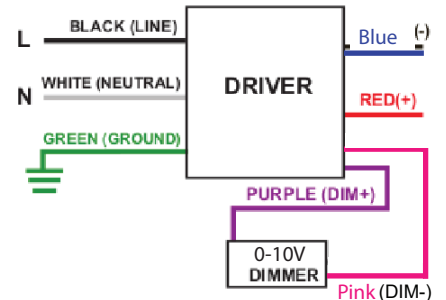 BLACK (LINE)
L
Blue
(-)
WHITE (NEUTRAL)
DRIVER
N
RED(+)
GREEN (GROUND)
PURPLE (DIM+)
0-10V
DIMMER
Pink (DIM-)